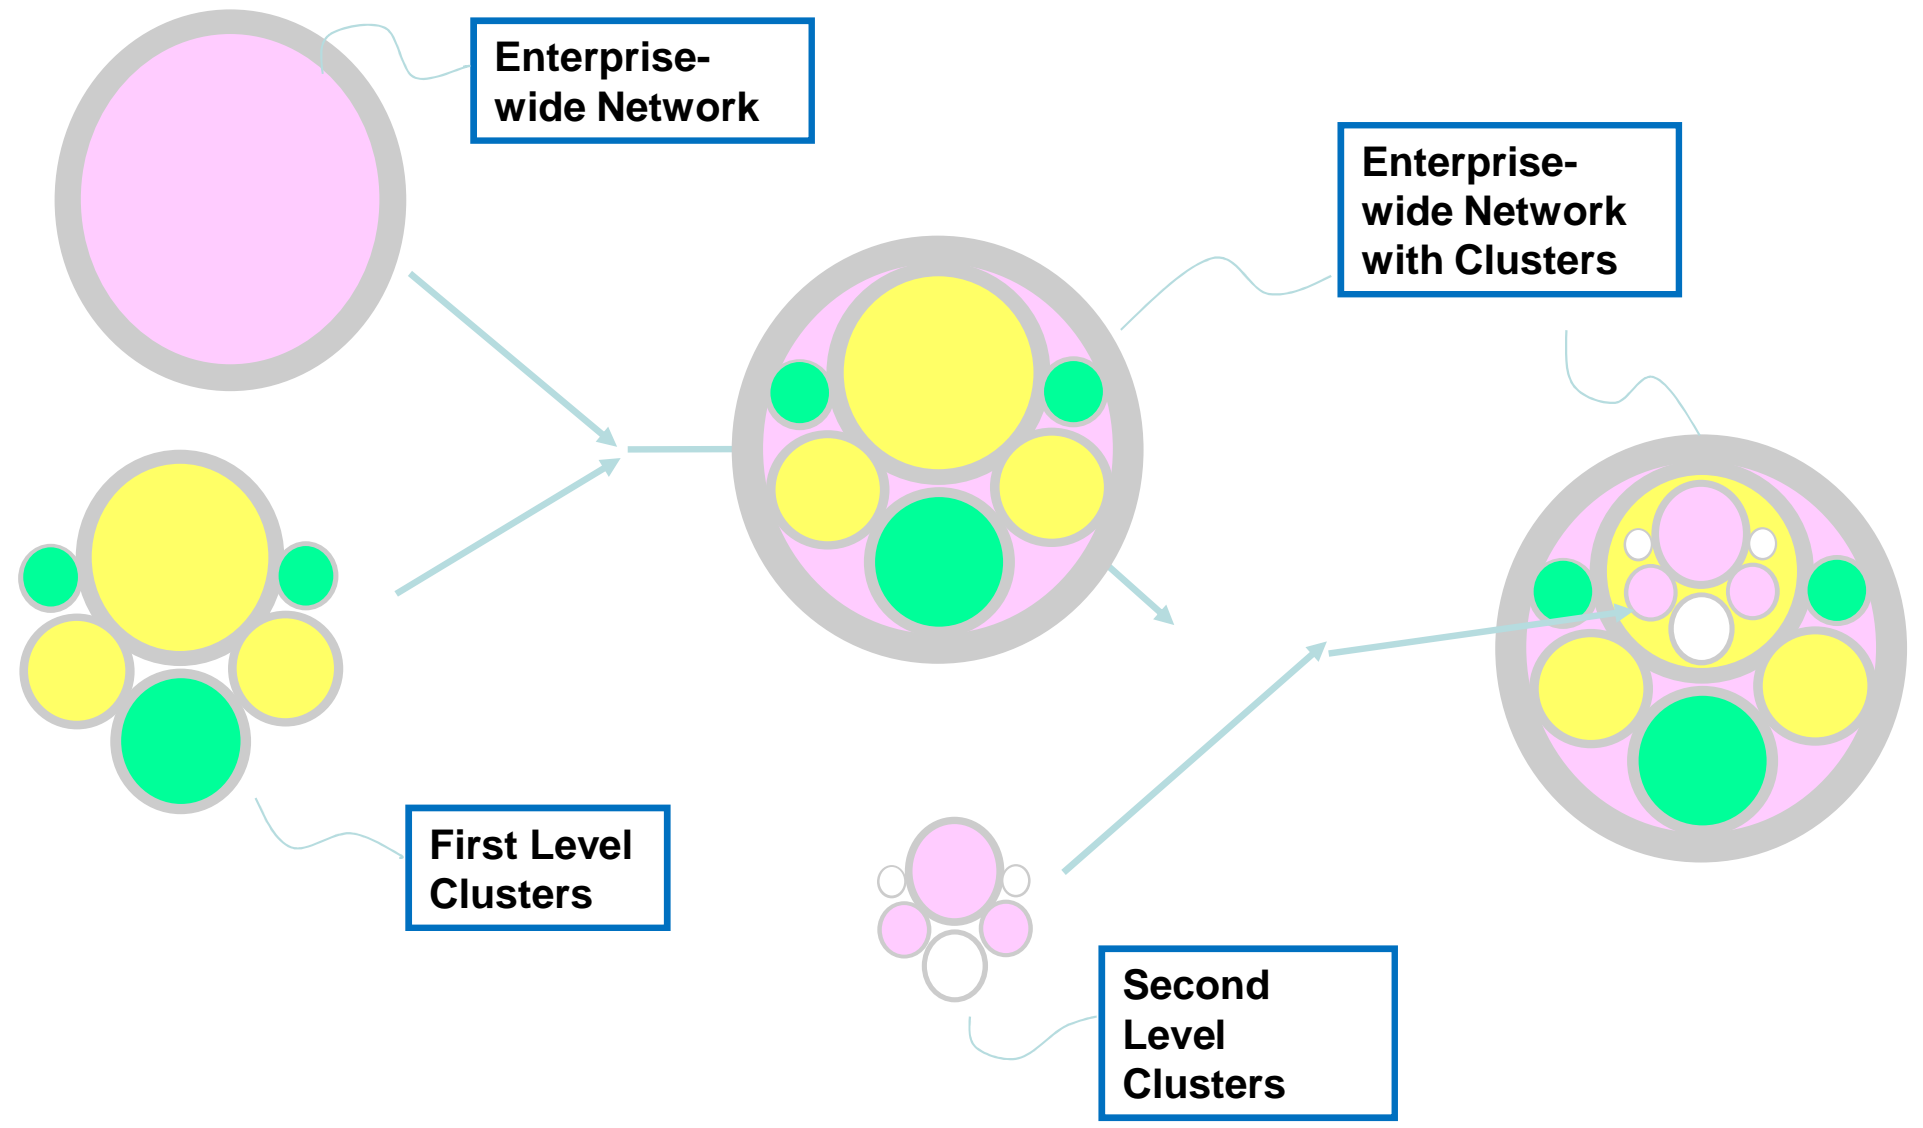 Enterprise-
wide Network
Enterprise-
wide Network
with Clusters
First Level
Clusters
Second
Level
Clusters